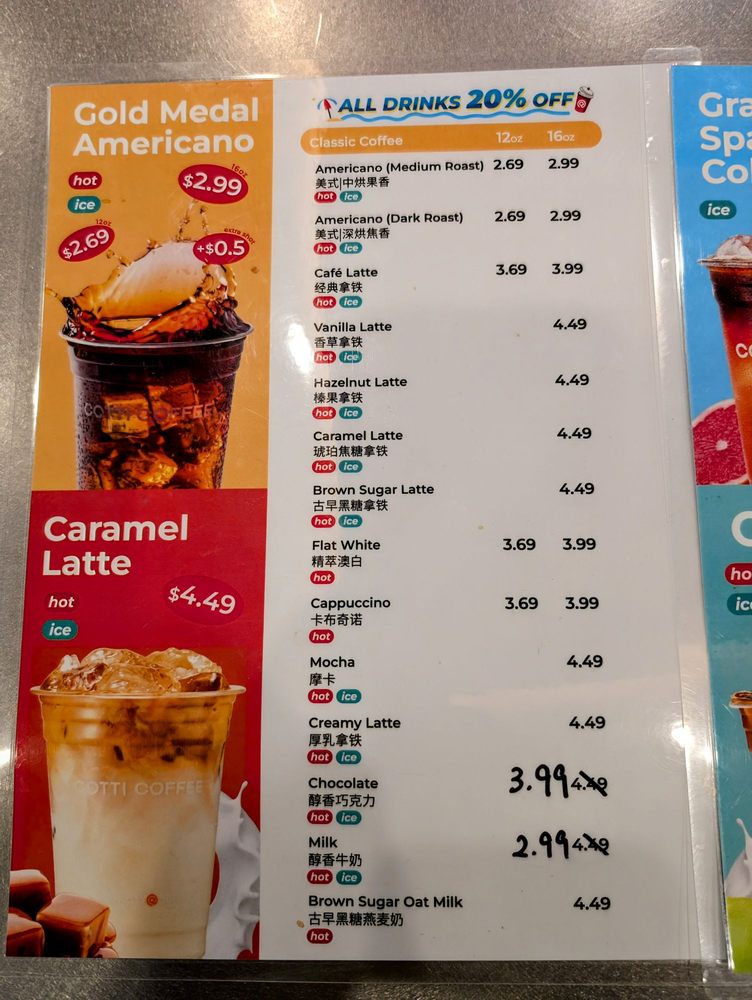 Gold Medal
Americano
hot
ice
16oz
$2.99
12oz
$2.69
extra shot
+$0.5
COTTI COFFEE
Caramel
Latte
hot
ice
$4.49
COTTI COFFEE
ALL DRINKS 20% OFF
Classic Coffee 12oz 16oz
Americano (Medium Roast) 2.69 2.99
美式|中烘果香
hot ice
Americano (Dark Roast) 2.69 2.99
美式|深烘焦香
hot ice
Café Latte 3.69 3.99
经典拿铁
hot ice
Vanilla Latte 4.49
香草拿铁
hot ice
Hazelnut Latte 4.49
榛果拿铁
hot ice
Caramel Latte 4.49
琥珀焦糖拿铁
hot ice
Brown Sugar Latte 4.49
古早黑糖拿铁
hot ice
Flat White 3.69 3.99
精萃澳白
hot
Cappuccino 3.69 3.99
卡布奇诺
hot
Mocha 4.49
摩卡
hot ice
Creamy Latte 4.49
厚乳拿铁
hot ice
Chocolate 3.99 4.49
醇香巧克力
hot ice
Milk 2.99 4.49
醇香牛奶
hot ice
Brown Sugar Oat Milk 4.49
古早黑糖燕麦奶
hot
Gra
Spa
Col
ice
CO
C
ho
ic